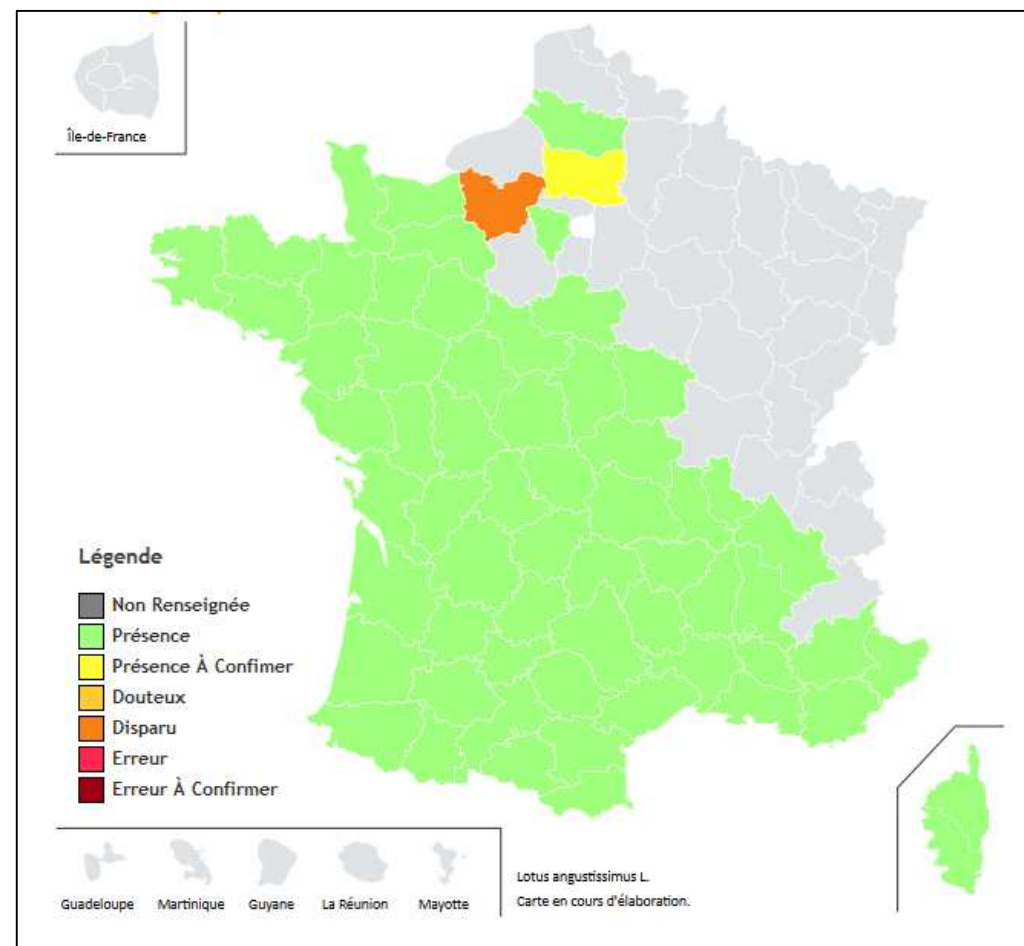 Île-de-France
Légende
Non Renseignée
Présence
Présence À Confimer
Douteux
Disparu
Erreur
Erreur À Confirmer
Guadeloupe
Martinique
Guyane
La Réunion
Mayotte
Lotus angustissimus L.
Carte en cours d'élaboration.